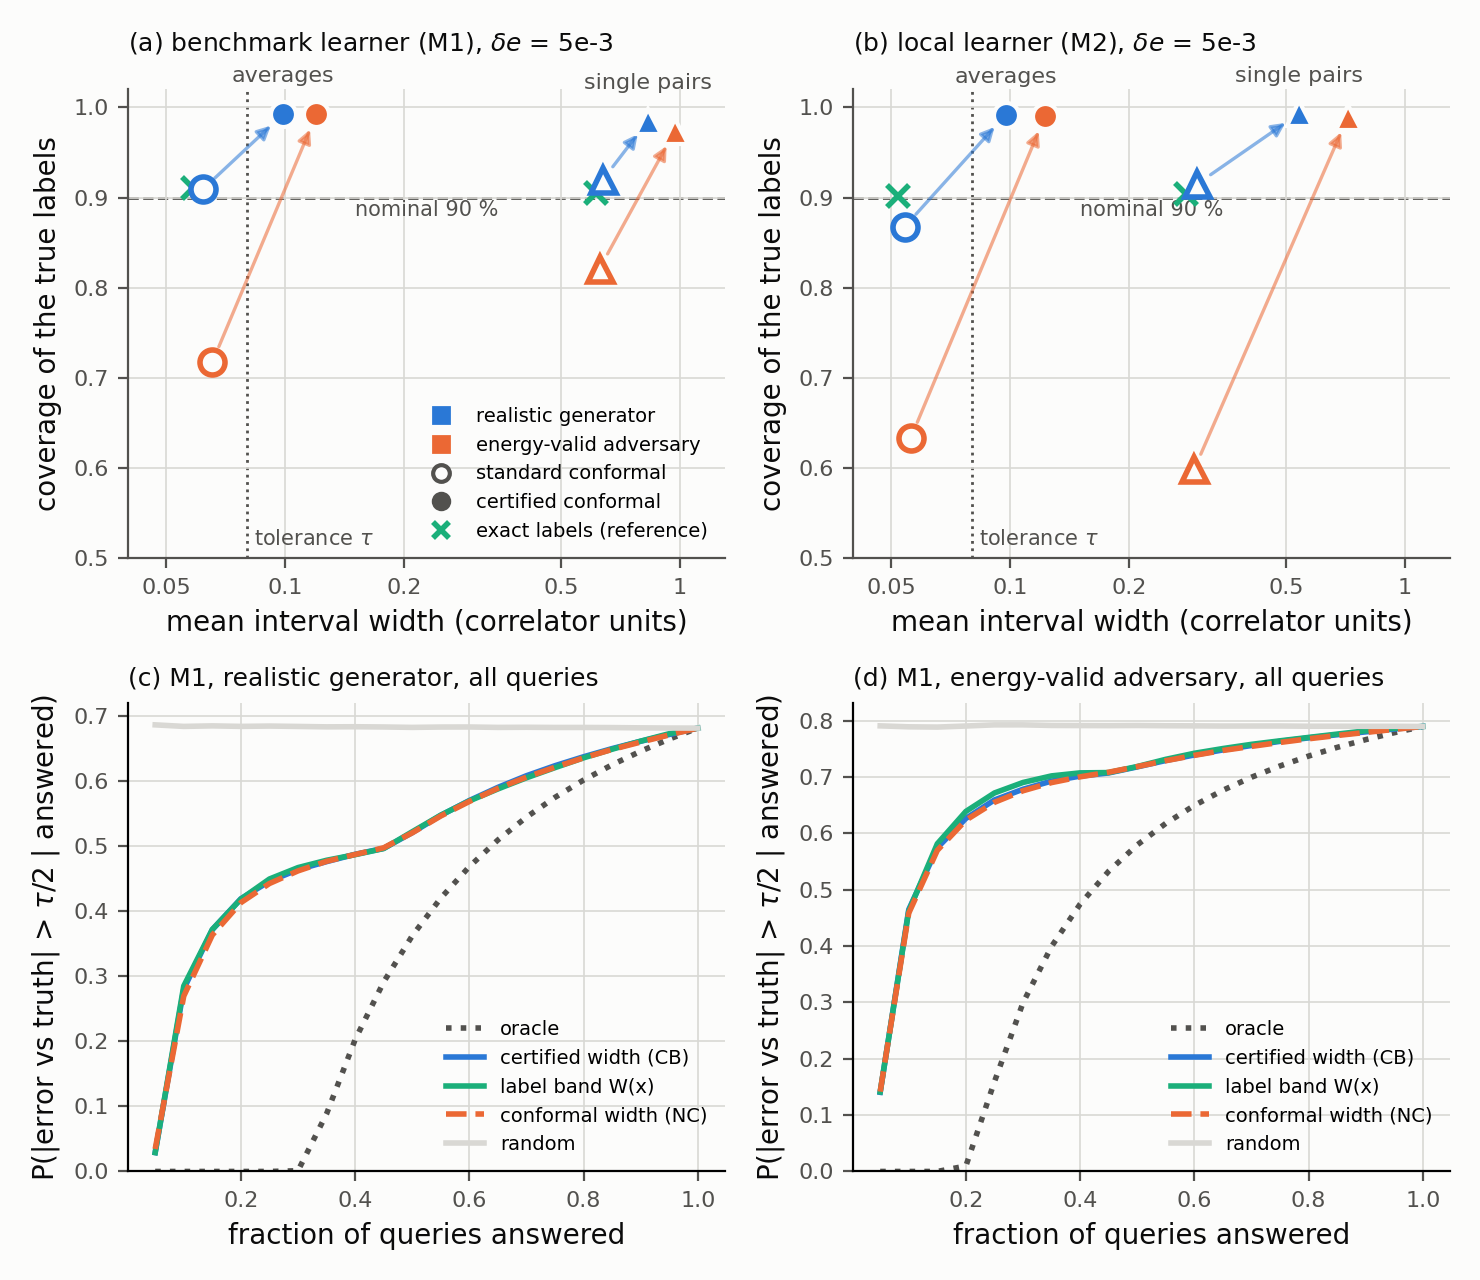 (a) benchmark learner (M1), δe = 5e-3
averages
single pairs
1.0
0.9
0.8
0.7
0.6
0.5
coverage of the true labels
nominal 90 %
realistic generator
energy-valid adversary
standard conformal
certified conformal
exact labels (reference)
tolerance τ
0.05
0.1
0.2
0.5
1
mean interval width (correlator units)
(b) local learner (M2), δe = 5e-3
averages
single pairs
1.0
0.9
0.8
0.7
0.6
0.5
coverage of the true labels
nominal 90 %
tolerance τ
0.05
0.1
0.2
0.5
1
mean interval width (correlator units)
(c) M1, realistic generator, all queries
0.7
0.6
0.5
0.4
0.3
0.2
0.1
0.0
P(|error vs truth| > τ/2 | answered)
oracle
certified width (CB)
label band W(x)
conformal width (NC)
random
0.2
0.4
0.6
0.8
1.0
fraction of queries answered
(d) M1, energy-valid adversary, all queries
0.8
0.7
0.6
0.5
0.4
0.3
0.2
0.1
0.0
P(|error vs truth| > τ/2 | answered)
oracle
certified width (CB)
label band W(x)
conformal width (NC)
random
0.2
0.4
0.6
0.8
1.0
fraction of queries answered